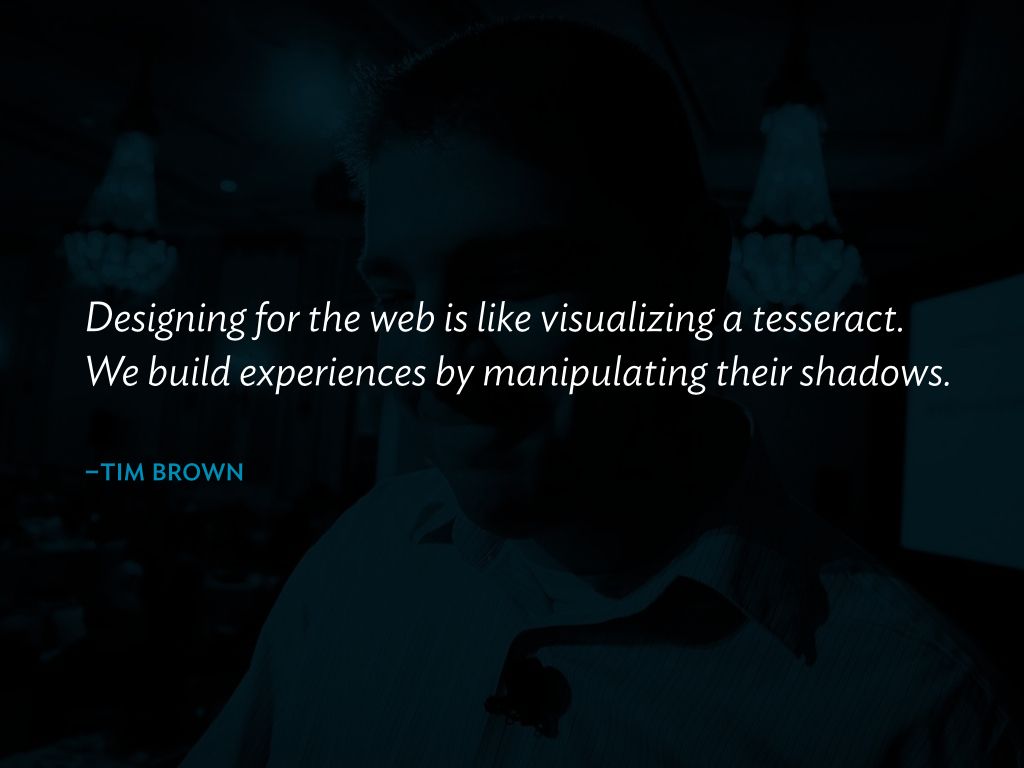 Designing for the web is like visualizing a tesseract.
We build experiences by manipulating their shadows.
–TIM BROWN